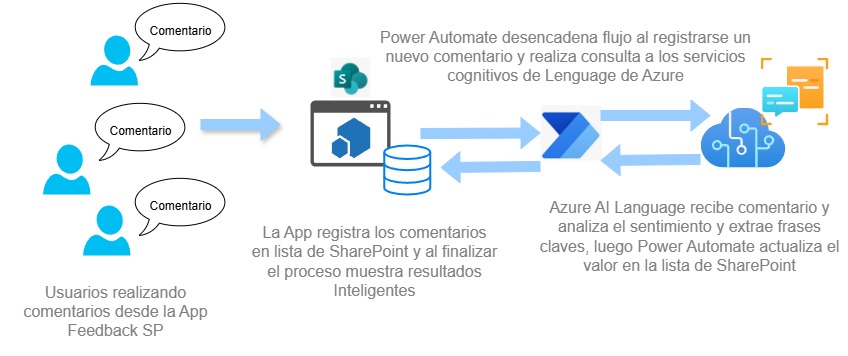 Comentario
Comentario
Comentario
Usuarios realizando
comentarios desde la App
Feedback SP
S
La App registra los comentarios
en lista de SharePoint y al finalizar
el proceso muestra resultados
Inteligentes
Power Automate desencadena flujo al registrarse un
nuevo comentario y realiza consulta a los servicios
cognitivos de Lenguage de Azure
Azure AI Language recibe comentario y
analiza el sentimiento y extrae frases
claves, luego Power Automate actualiza el
valor en la lista de SharePoint